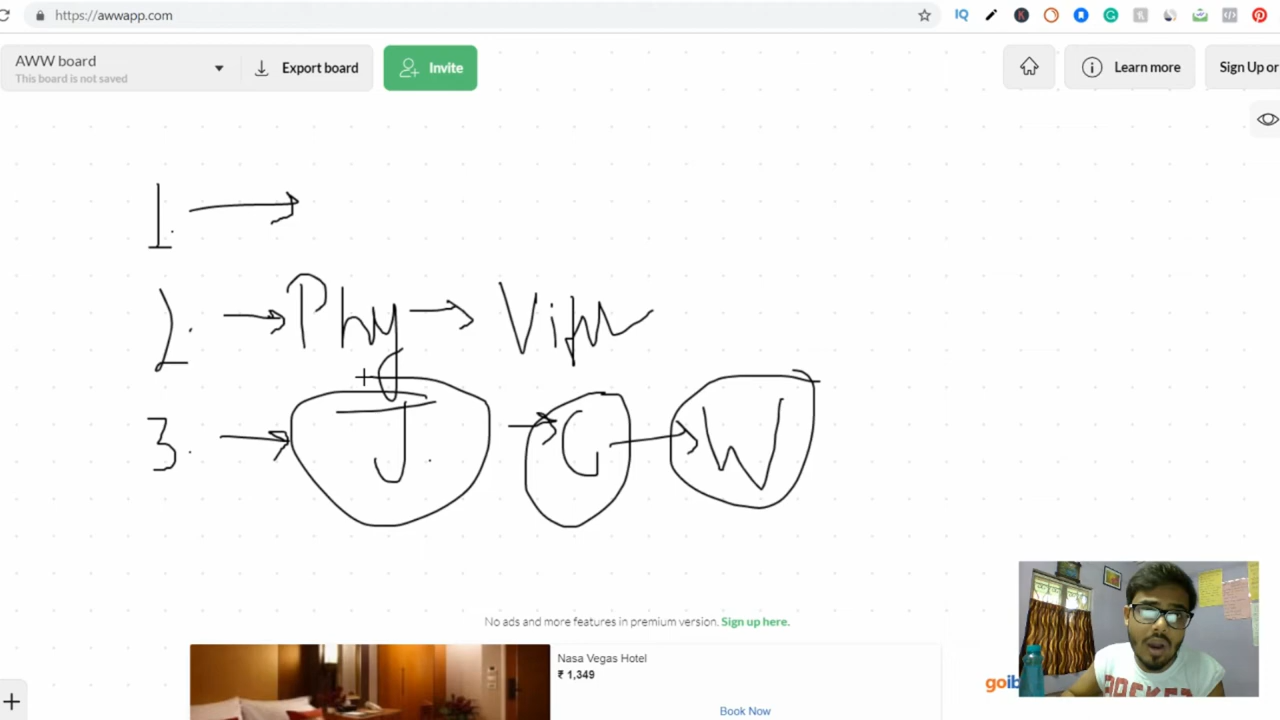 https://awwapp.com
IQ
AWW board
This board is not saved
Export board
Invite
Learn more
Sign Up or
1.
2. Phy
3. J. G W
No ads and more features in premium version. Sign up here.
Nasa Vegas Hotel
₹ 1,349
Book Now
goib